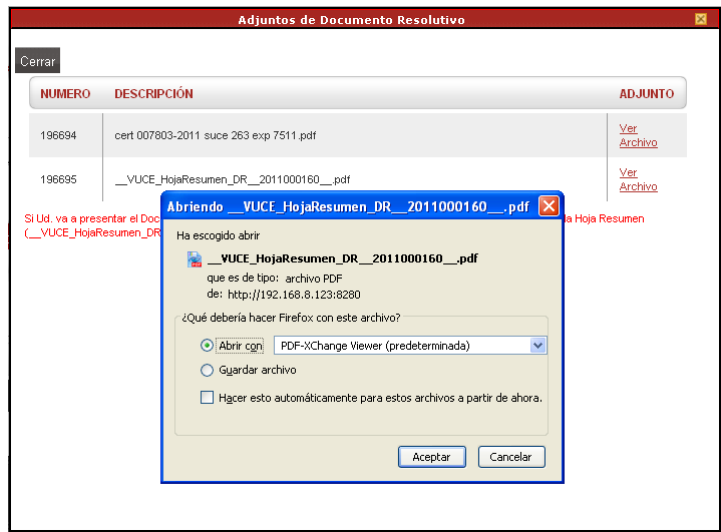 Adjuntos de Documento Resolutivo
Cerrar
NUMERO DESCRIPCIÓN ADJUNTO
196694 cert 007803-2011 suce 263 exp 7511.pdf Ver
Archivo
196695 __VUCE_HojaResumen_DR__2011000160__.pdf Ver
Archivo
Si Ud. va a presentar el Doc la Hoja Resumen
(__VUCE_HojaResumen_DR
Abriendo __VUCE_HojaResumen_DR__2011000160__.pdf
Ha escogido abrir
__VUCE_HojaResumen_DR__2011000160__.pdf
que es de tipo: archivo PDF
de: http://192.168.8.123:8280
¿Qué debería hacer Firefox con este archivo?
Abrir con PDF-XChange Viewer (predeterminada)
Guardar archivo
Hacer esto automáticamente para estos archivos a partir de ahora.
Aceptar Cancelar